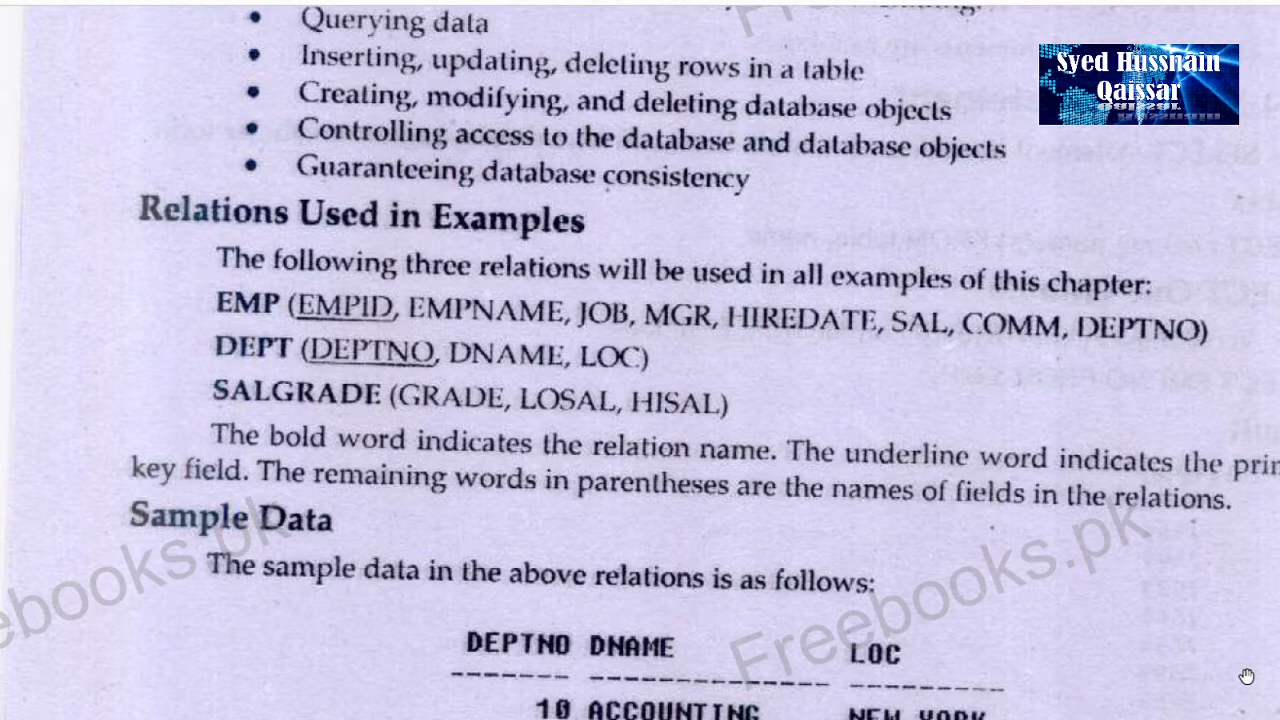 Querying data
Inserting, updating, deleting rows in a table
Creating, modifying, and deleting database objects
Controlling access to the database and database objects
Guaranteeing database consistency
Syed Hussnain
Qaissar
Relations Used in Examples
The following three relations will be used in all examples of this chapter:
EMP (EMPID, EMPNAME, JOB, MGR, HIREDATE, SAL, COMM, DEPTNO)
DEPT (DEPTNO, DNAME, LOC)
SALGRADE (GRADE, LOSAL, HISAL)
The bold word indicates the relation name. The underline word indicates the prin
key field. The remaining words in parentheses are the names of fields in the relations.
Sample Data
The sample data in the above relations is as follows:
DEPTNO DNAME LOC
10 ACCOUNTING NEW YORK
eebooks.pk
Freebooks.pk